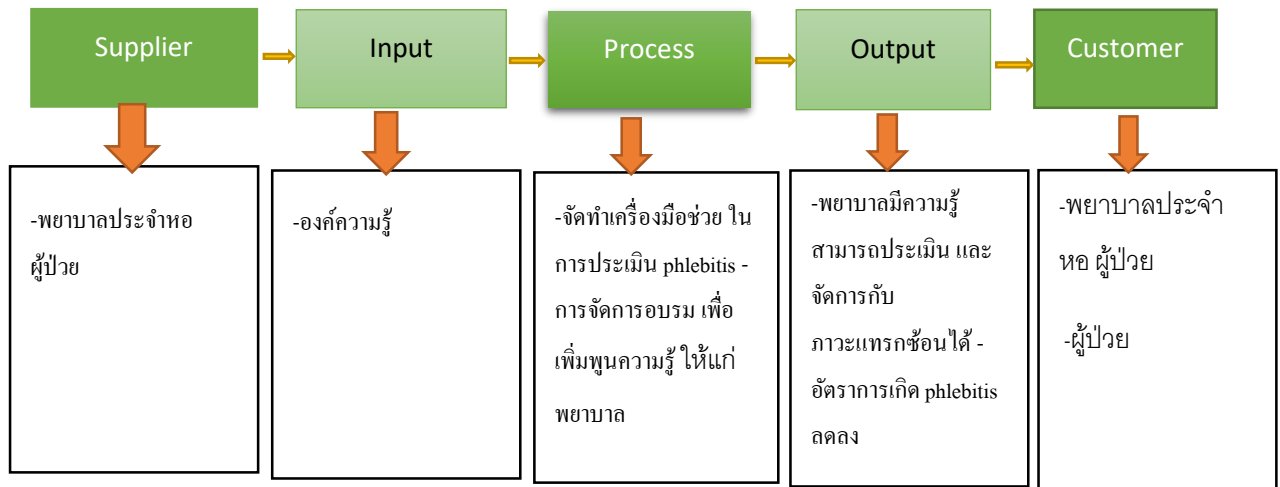 Supplier
Input
Process
Output
Customer
-พยาบาลประจำหอ
ผู้ป่วย
-องค์ความรู้
-จัดทำเครื่องมือช่วย ใน
การประเมิน phlebitis -
การจัดการอบรม เพื่อ
เพิ่มพูนความรู้ ให้แก่
พยาบาล
-พยาบาลมีความรู้
สามารถประเมิน และ
จัดการกับ
ภาวะแทรกซ้อนได้ -
อัตราการเกิด phlebitis
ลดลง
-พยาบาลประจำ
หอ ผู้ป่วย
-ผู้ป่วย